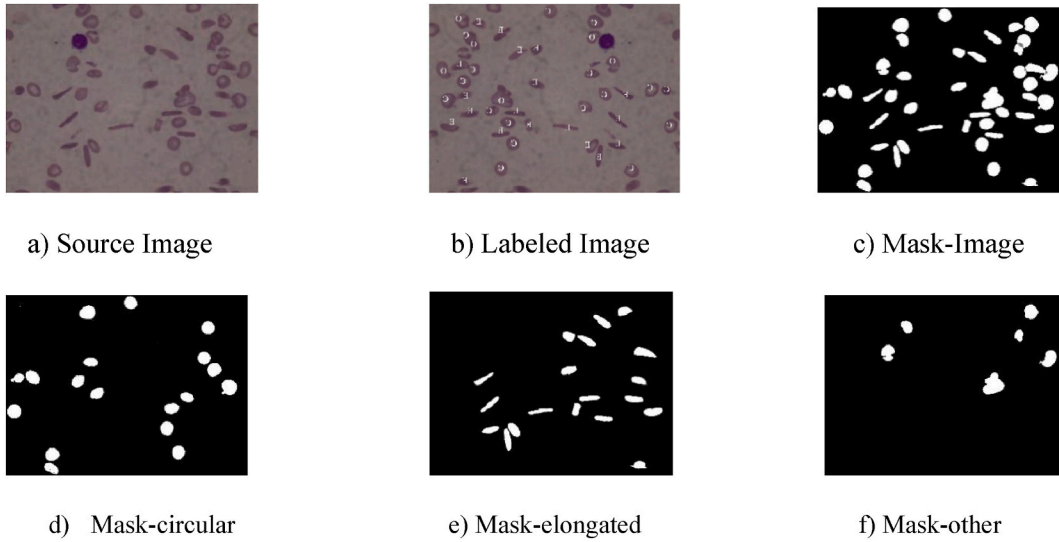 a) Source Image
b) Labeled Image
c) Mask-Image
d) Mask-circular
e) Mask-elongated
f) Mask-other